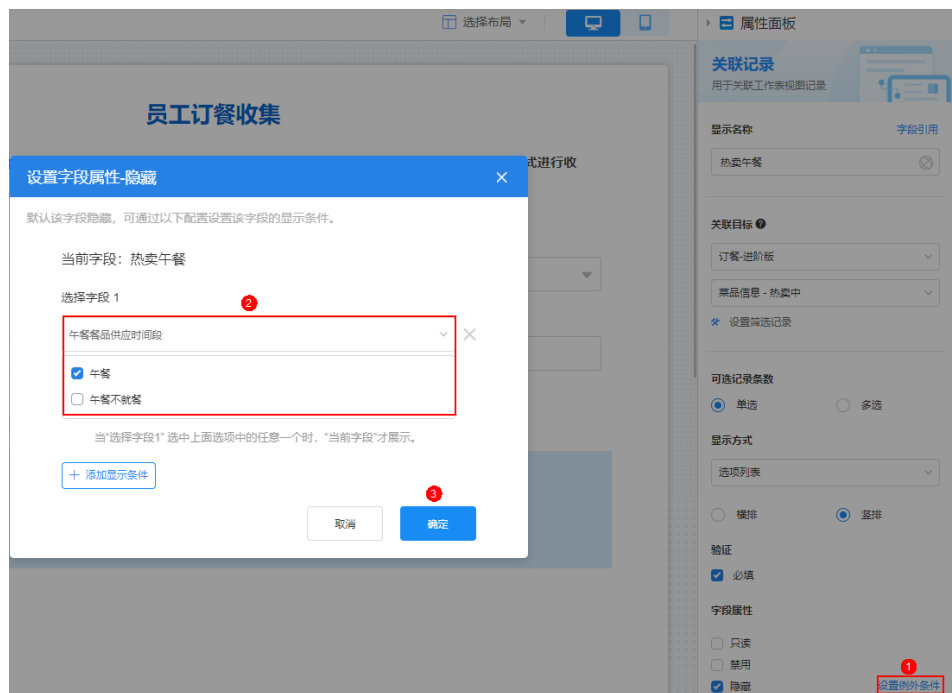 选择布局
属性面板
关联记录
用于关联工作表视图记录
员工订餐收集
显示名称
字段引用
式进行收
热卖午餐
设置字段属性-隐藏
默认该字段隐藏，可通过以下配置设置该字段的显示条件。
关联目标
当前字段：热卖午餐
订餐-进阶版
选择字段 1
2
菜品信息 - 热卖中
午餐餐品供应时间段
设置筛选记录
午餐
午餐不就餐
可选记录条数
单选
多选
当“选择字段1” 选中上面选项中的任意一个时，“当前字段”才展示。
显示方式
添加显示条件
选项列表
3
取消
确定
横排
竖排
验证
必填
字段属性
只读
1
禁用
隐藏
设置例外条件